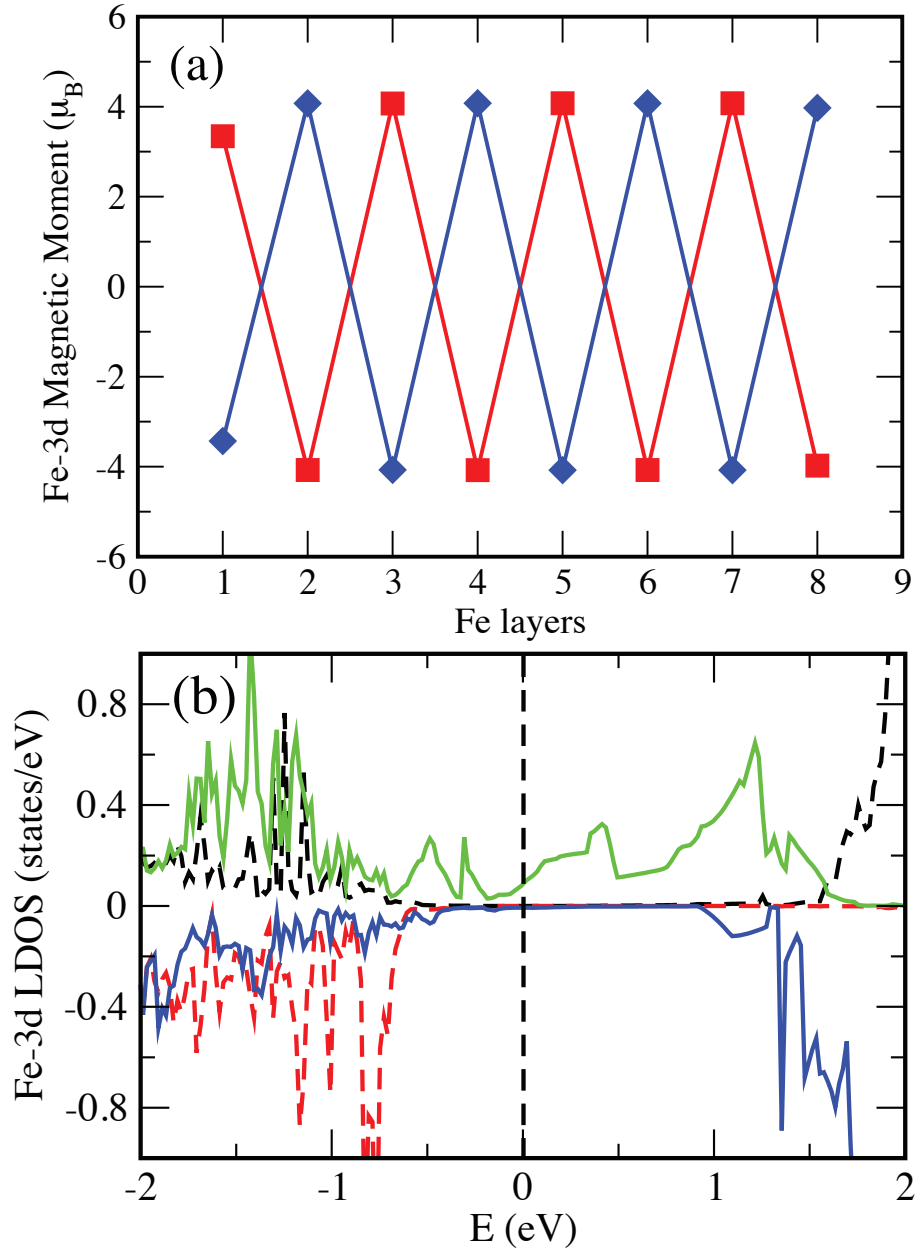 (a)
Fe-3d Magnetic Moment (μB)
6
4
2
0
-2
-4
-6
0 1 2 3 4 5 6 7 8 9
Fe layers
(b)
Fe-3d LDOS (states/eV)
0.8
0.4
0
-0.4
-0.8
-2 -1 0 1 2
E (eV)